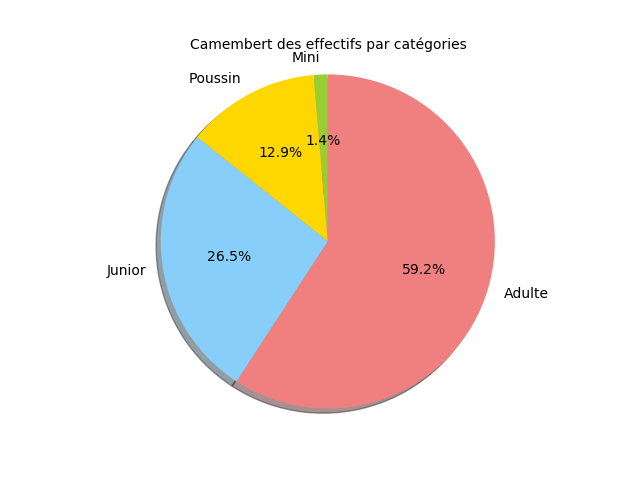 Camembert des effectifs par catégories
Mini
Poussin
1.4%
12.9%
26.5%
Junior
59.2%
Adulte